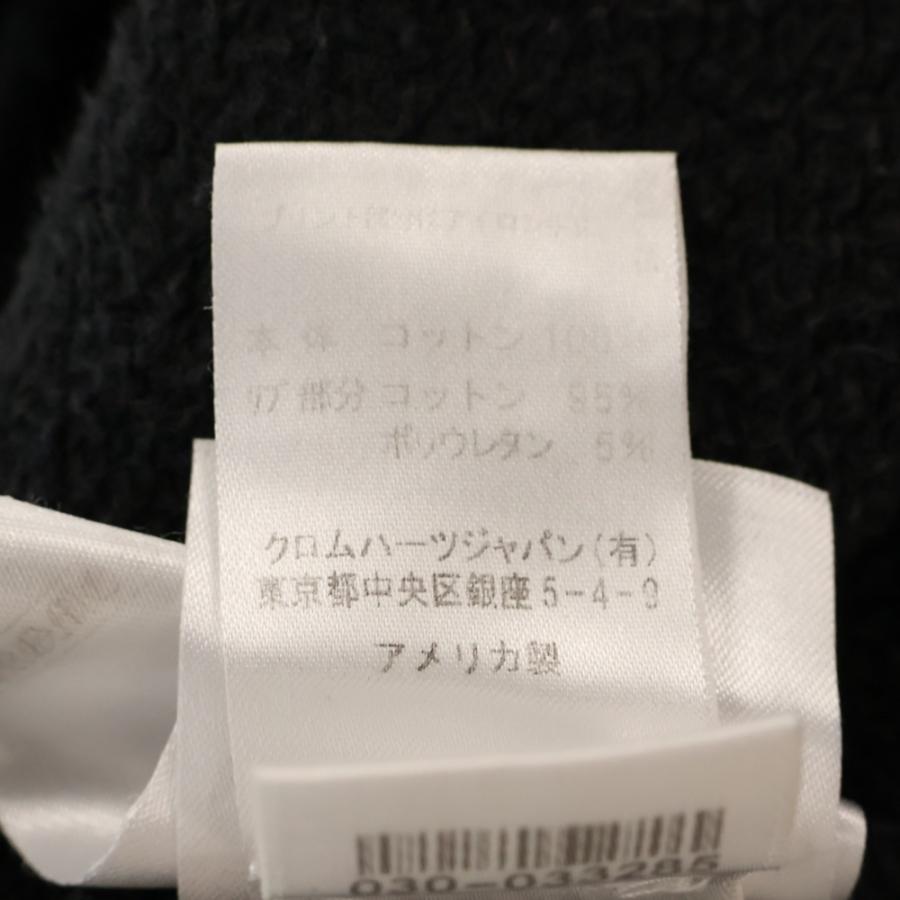 本体 コットン 100%
リブ部分 コットン 95%
ポリウレタン 5%
クロムハーツジャパン(有)
東京都中央区銀座5-4-9
アメリカ製
030-033285